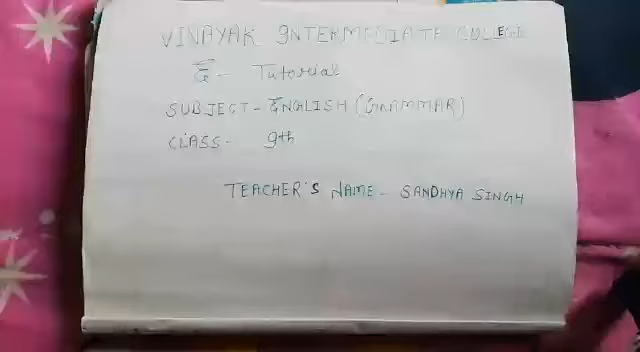 VINAYAK INTERMEDIATE COLLEGE
E- Tutorial
SUBJECT - ENGLISH (GRAMMAR)
CLASS - 9th
TEACHER'S NAME - SANDHYA SINGH